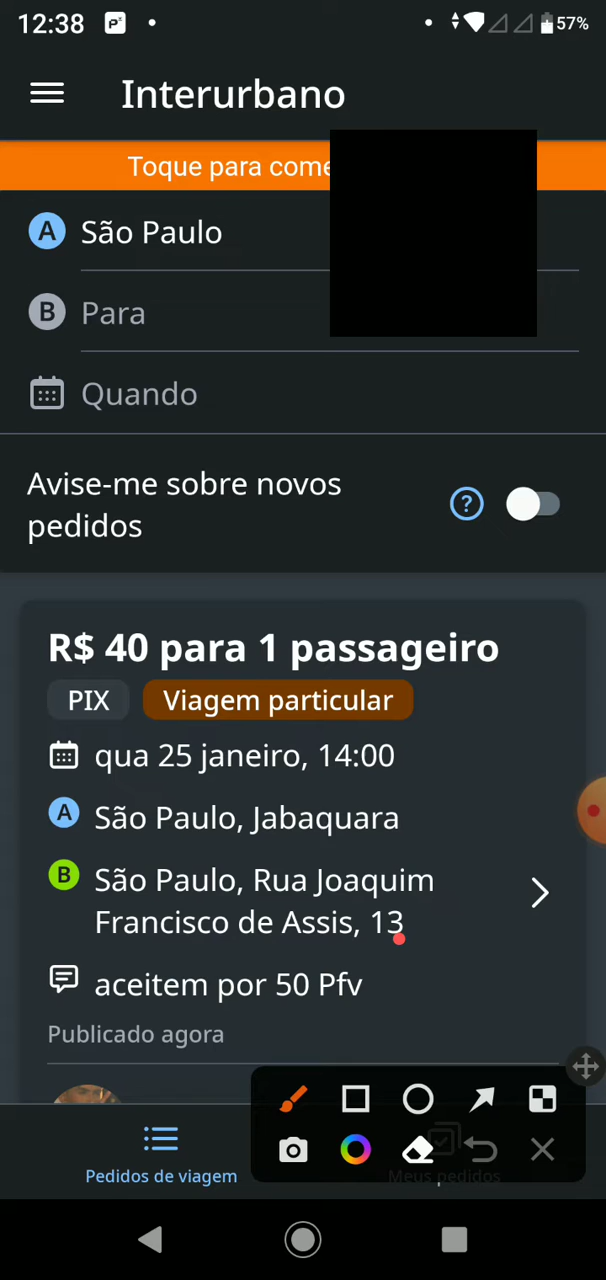 12:38
57%
Interurbano
Toque para come
A São Paulo
B Para
Quando
Avise-me sobre novos
pedidos
?
R$ 40 para 1 passageiro
PIX Viagem particular
qua 25 janeiro, 14:00
A São Paulo, Jabaquara
B São Paulo, Rua Joaquim
Francisco de Assis, 13
aceitem por 50 Pfv
Publicado agora
Pedidos de viagem
Meus pedidos